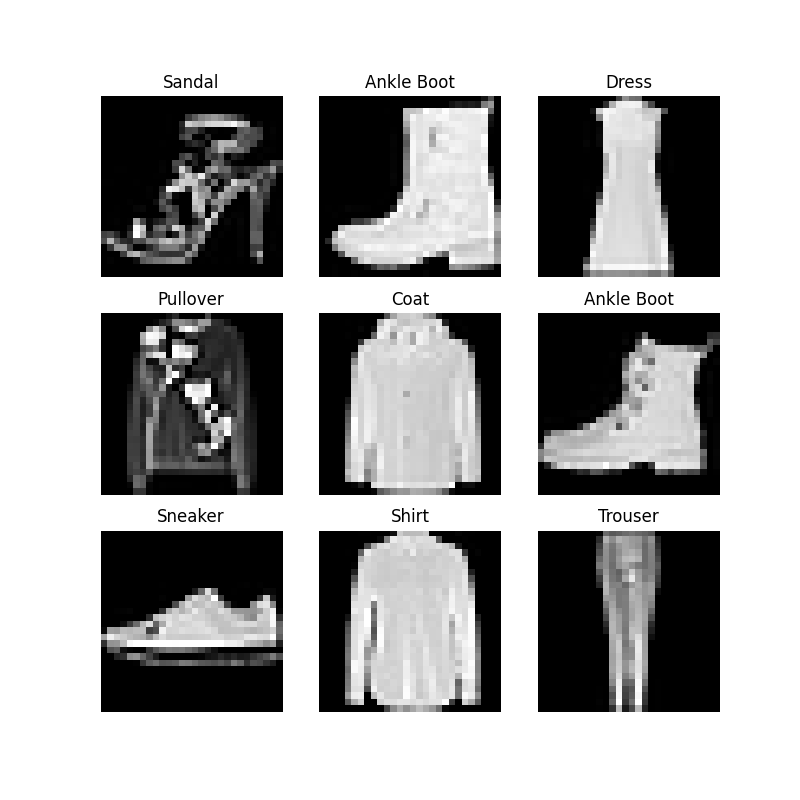 Sandal
Ankle Boot
Dress
Pullover
Coat
Ankle Boot
Sneaker
Shirt
Trouser